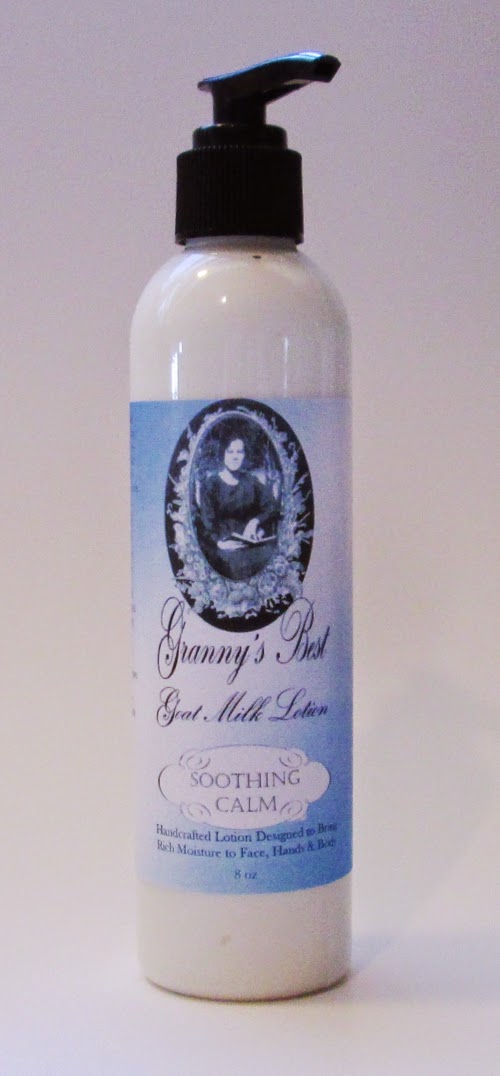 Granny's Best
Goat Milk Lotion
SOOTHING
CALM
Handcrafted Lotion Designed to Bring
Rich Moisture to Face, Hands & Body
8 oz